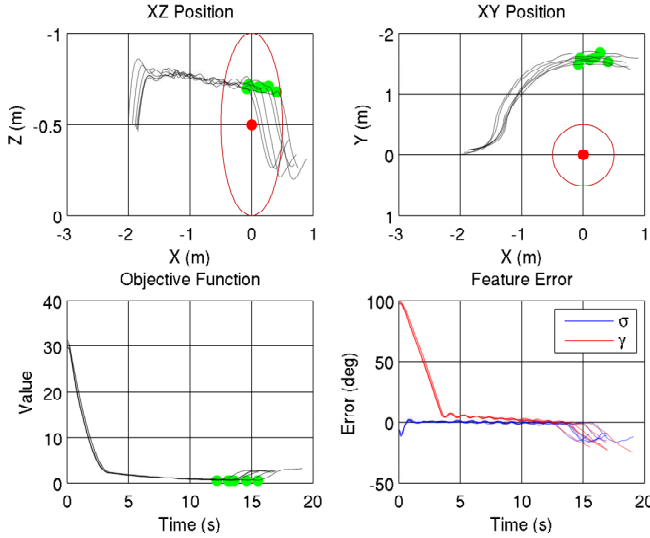 XZ Position
XY Position
-1
-2
-0.5
-1
0
0
1
-3
-2
-1
0
1
-3
-2
-1
0
1
Z (m)
Y (m)
X (m)
X (m)
Objective Function
Feature Error
40
30
20
10
0
100
50
0
-50
σ
γ
Value
Error (deg)
0
5
10
15
20
0
5
10
15
20
Time (s)
Time (s)